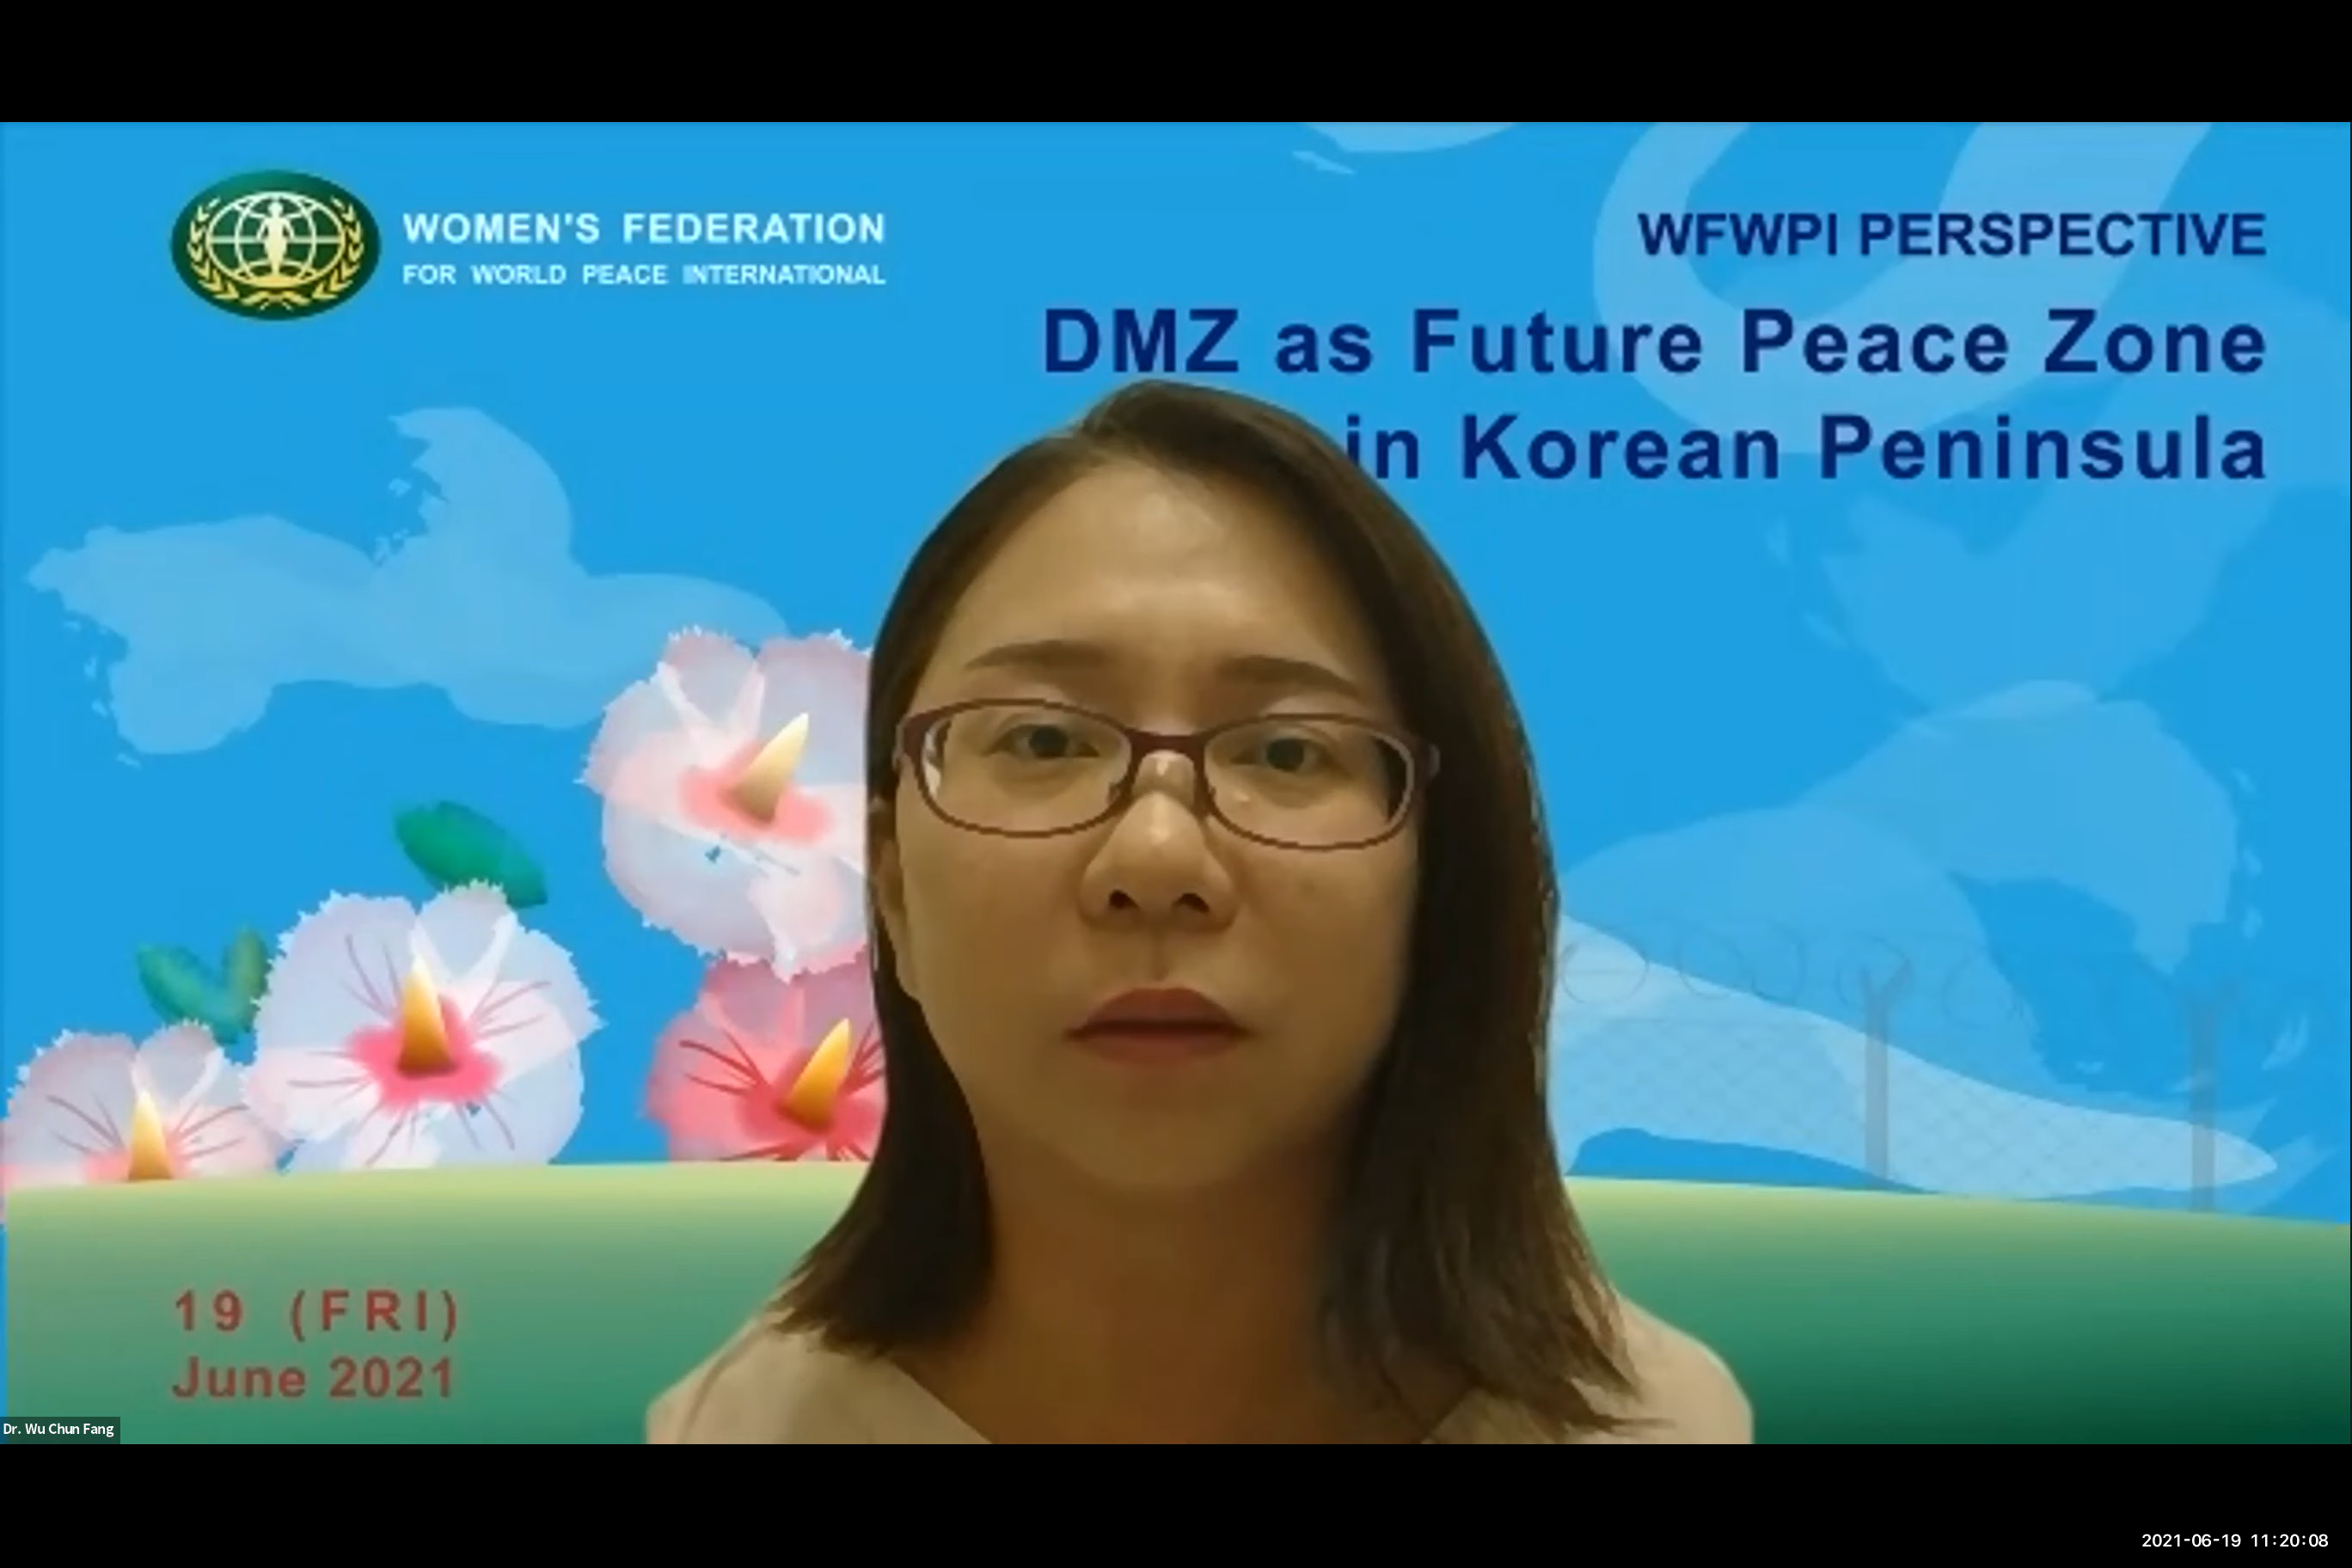 WOMEN'S FEDERATION
FOR WORLD PEACE INTERNATIONAL
WFWPI PERSPECTIVE
DMZ as Future Peace Zone
in Korean Peninsula
19 (FRI)
June 2021
Dr. Wu Chun Fang
2021-06-19 11:20:08